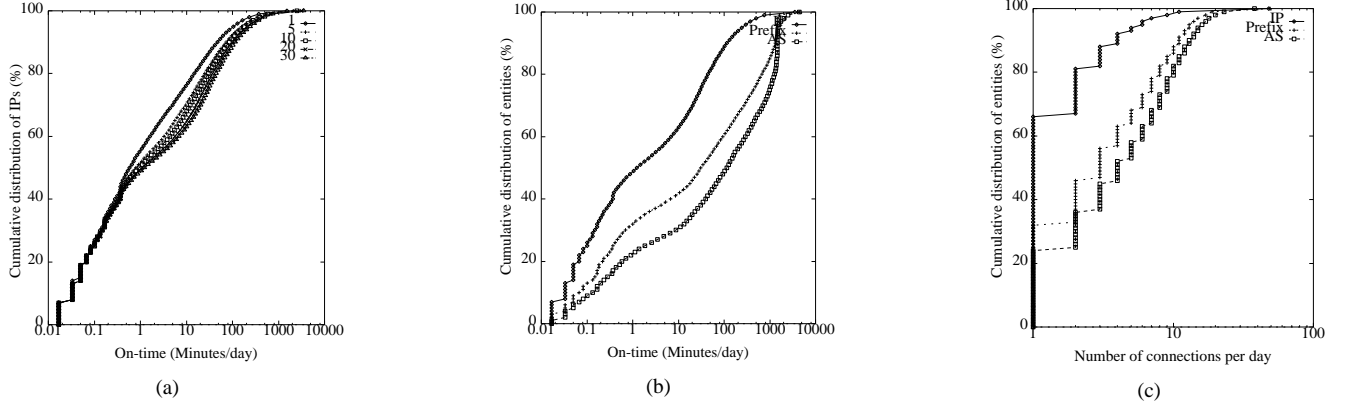 100
80
60
40
20
0
0.01
0.1
1
10
100
1000
10000
Cumulative distribution of IPs (%)
On-time (Minutes/day)
1
5
10
20
30
(a)
100
80
60
40
20
0
0.01
0.1
1
10
100
1000
10000
Cumulative distribution of entities (%)
On-time (Minutes/day)
IP
Prefix
AS
(b)
100
80
60
40
20
0
1
10
100
Cumulative distribution of entities (%)
Number of connections per day
IP
Prefix
AS
(c)